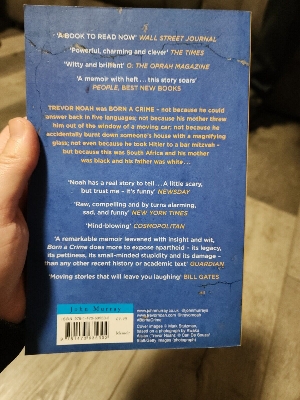 'A BOOK TO READ NOW' WALL STREET JOURNAL
'Powerful, charming and clever' THE TIMES
'Witty and brilliant' O: THE OPRAH MAGAZINE
'A memoir with heft . . . this story soars'
PEOPLE, BEST NEW BOOKS
TREVOR NOAH was BORN A CRIME - not because he could
answer back in five languages; not because his mother threw
him out of the window of a moving car; not because he
accidentally burnt down someone's house with a magnifying
glass; not even because he took Hitler to a bar mitzvah -
but because this was South Africa and his mother
was black and his father was white . . .
'Noah has a real story to tell . . . A little scary,
but trust me – it's funny' NEWSDAY
'Raw, compelling and by turns alarming,
sad, and funny' NEW YORK TIMES
'Mind-blowing' COSMOPOLITAN
'A remarkable memoir leavened with insight and wit,
Born a Crime does more to expose apartheid - its legacy,
its pettiness, its small-minded stupidity and its damage -
than any other recent history or academic text' GUARDIAN
'Moving stories that will leave you laughing' BILL GATES
John Murray
Cover images ©